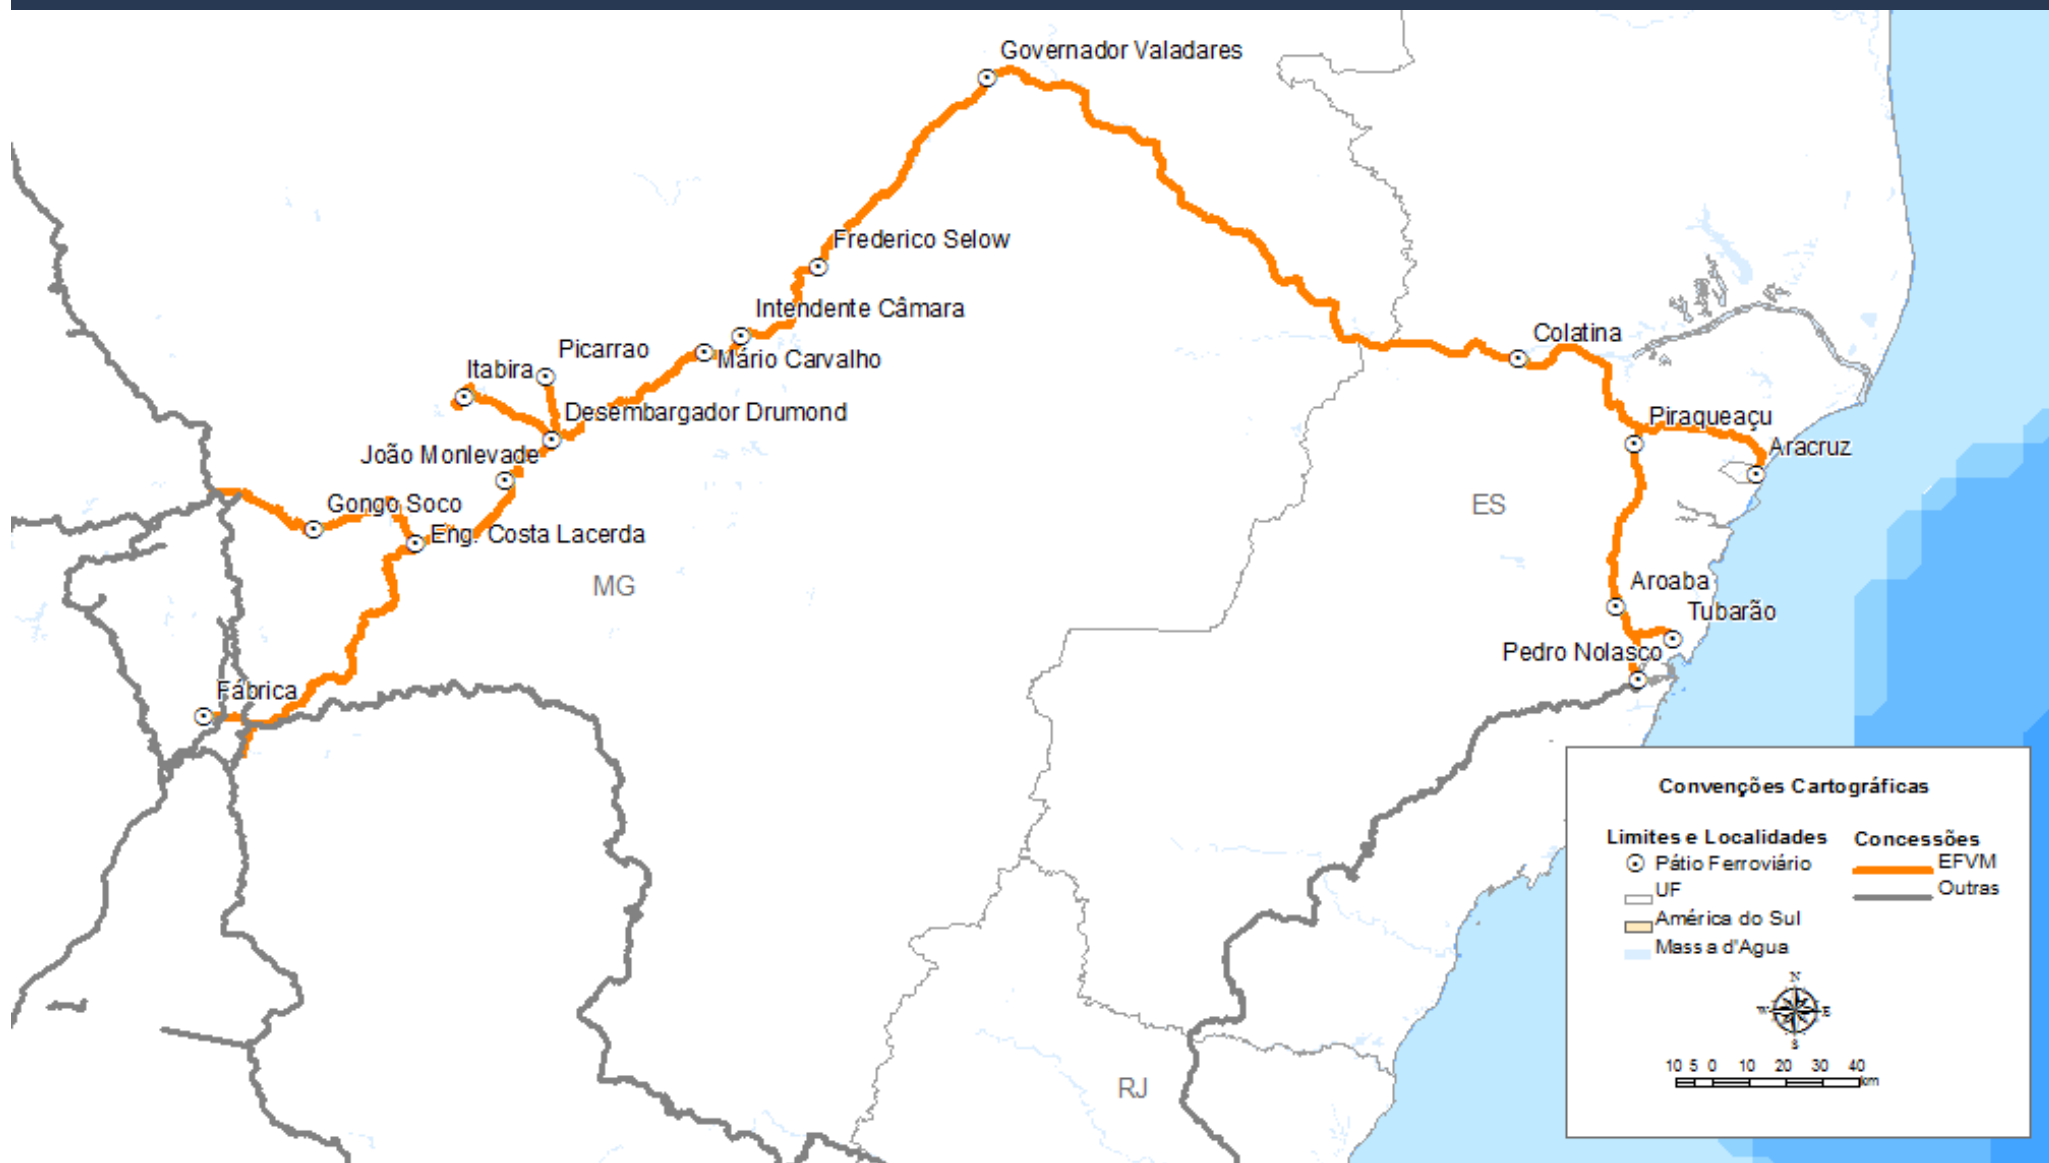 Governador Valadares
Frederico Selow
Intendente Câmara
Colatina
Picarrao
Mário Carvalho
Itabira
Desembargador Drumond
Piraqueaçu
João Monlevade
Aracruz
Gongo Soco
ES
Eng. Costa Lacerda
MG
Aroaba
Tubarão
Pedro Nolasco
Fábrica
RJ
Convenções Cartográficas
Limites e Localidades
Concessões
Pátio Ferroviário
EFVM
UF
Outras
América do Sul
Massa d'Agua
N
W E
S
10 5 0 10 20 30 40
km